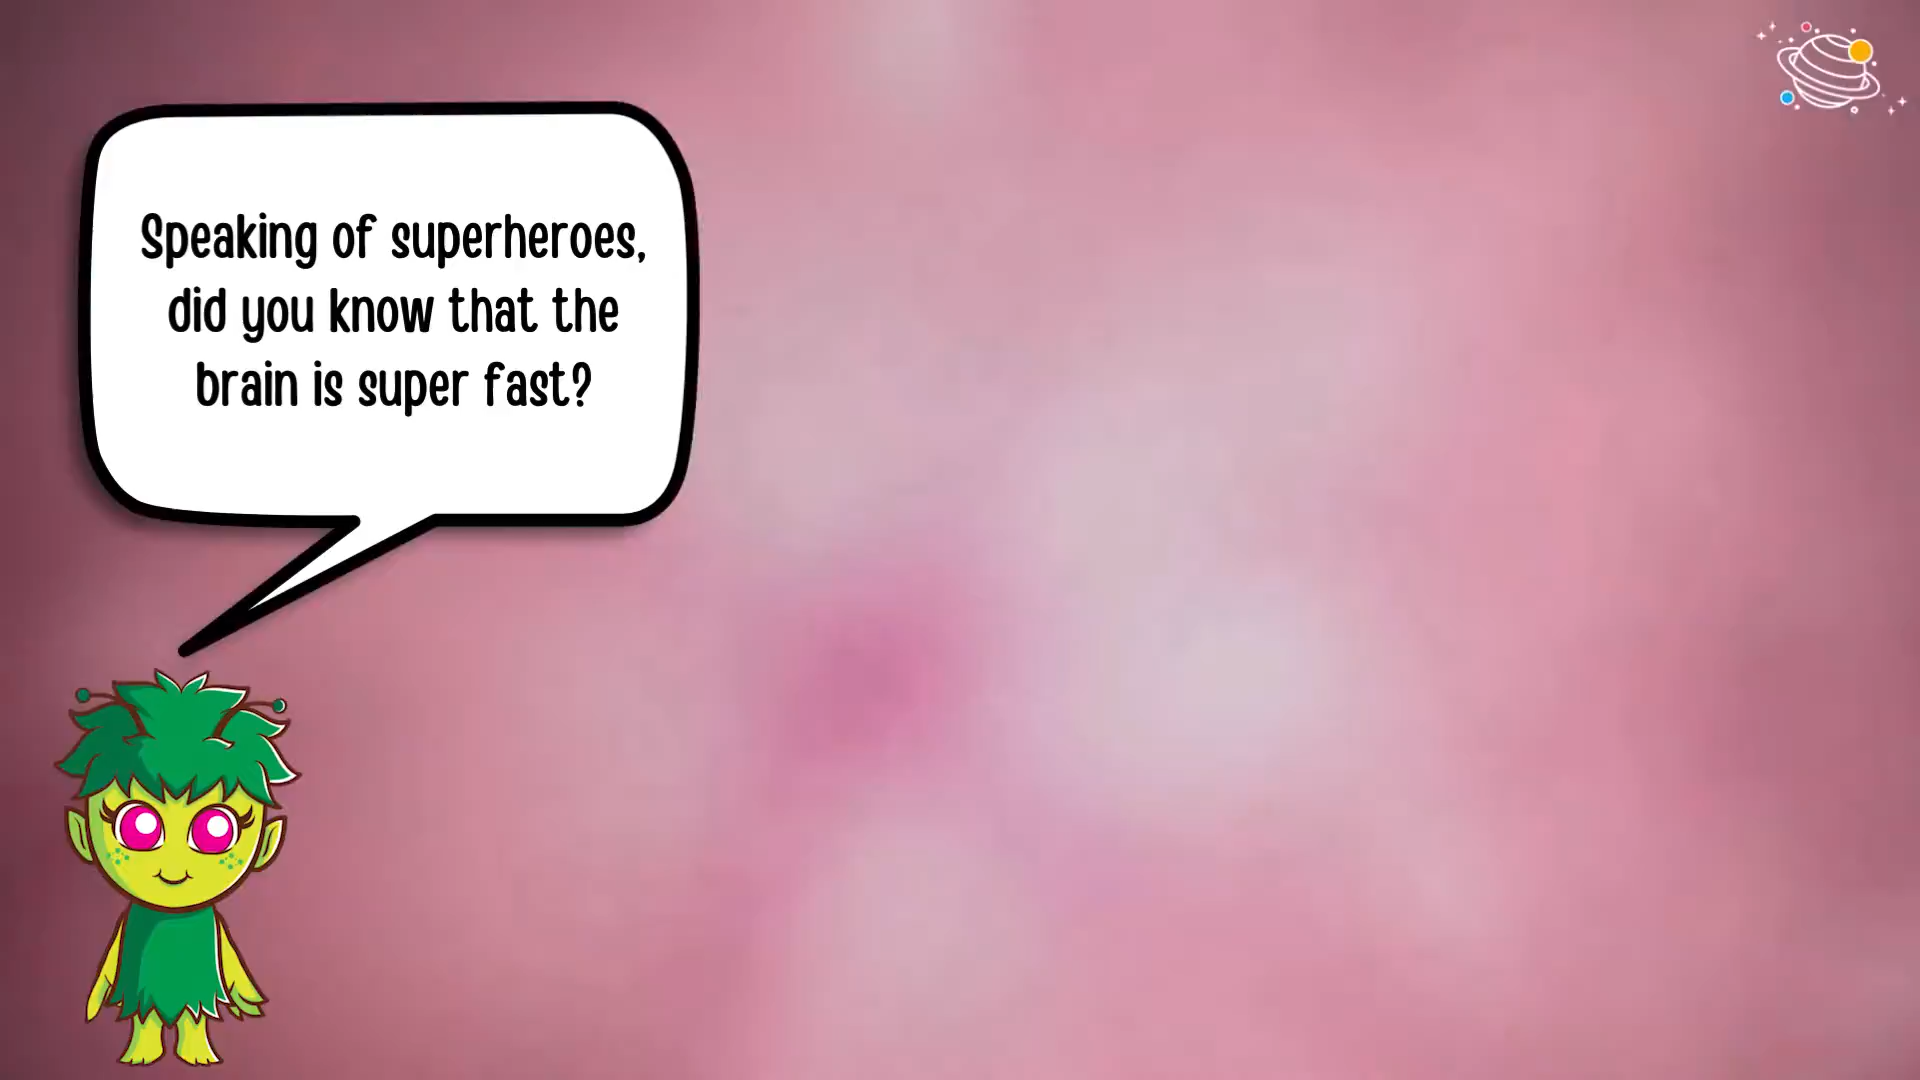 Speaking of superheroes,
did you know that the
brain is super fast?